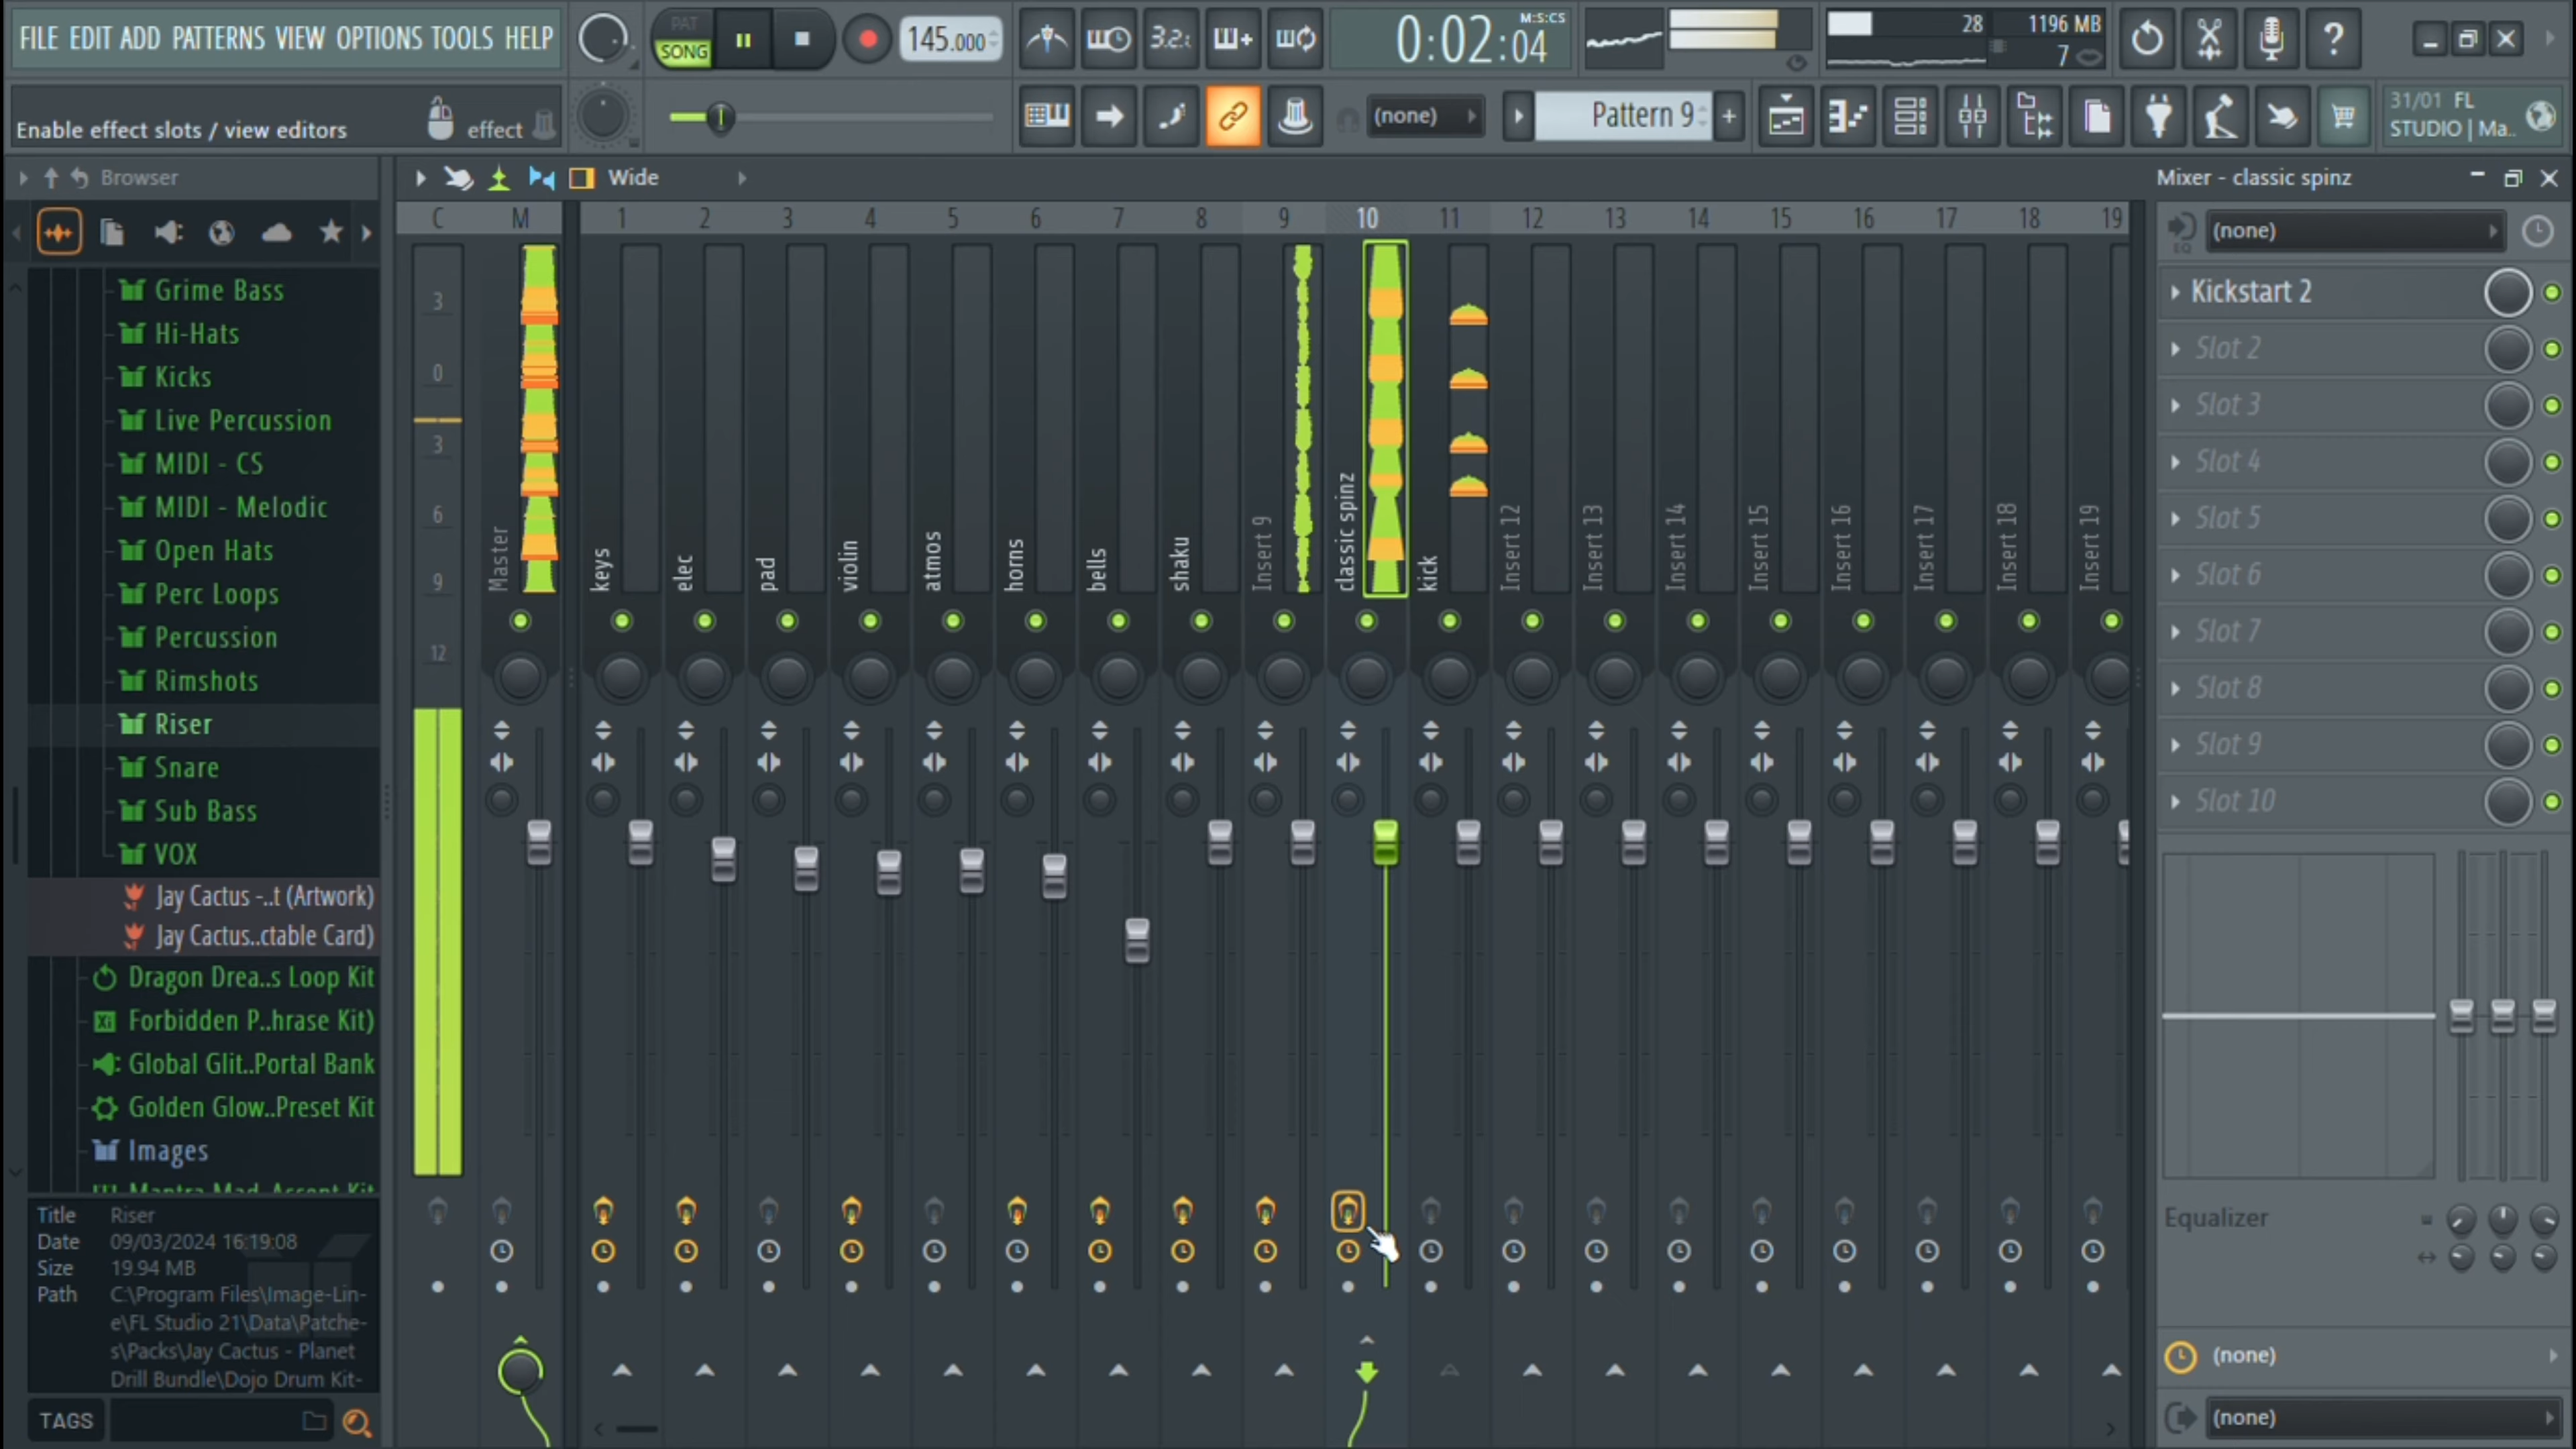 FILE EDIT ADD PATTERNS VIEW OPTIONS TOOLS HELP
PAT
SONG
145.000
3.2:
M:S:CS
0:02:04
28
1196 MB
7
Enable effect slots / view editors
effect
(none)
Pattern 9
+
31/01 FL
STUDIO | Ma..
Browser
Wide
Mixer - classic spinz
C M 1 2 3 4 5 6 7 8 9 10 11 12 13 14 15 16 17 18 19
EQ
(none)
Grime Bass
Hi-Hats
Kicks
Live Percussion
MIDI - CS
MIDI - Melodic
Open Hats
Perc Loops
Percussion
Rimshots
Riser
Snare
Sub Bass
VOX
Jay Cactus -..t (Artwork)
Jay Cactus..ctable Card)
Dragon Drea..s Loop Kit
Forbidden P..hrase Kit)
Global Glit..Portal Bank
Golden Glow..Preset Kit
Images
Mantra Mad..Accent Kit
3
0
3
6
9
12
Master
keys
elec
pad
violin
atmos
horns
bells
shaku
Insert 9
classic spinz
kick
Insert 12
Insert 13
Insert 14
Insert 15
Insert 16
Insert 17
Insert 18
Insert 19
Kickstart 2
Slot 2
Slot 3
Slot 4
Slot 5
Slot 6
Slot 7
Slot 8
Slot 9
Slot 10
Equalizer
(none)
(none)
Title Riser
Date 09/03/2024 16:19:08
Size 19.94 MB
Path C:\Program Files\Image-Lin-
e\FL Studio 21\Data\Patche-
s\Packs\Jay Cactus - Planet
Drill Bundle\Dojo Drum Kit-
TAGS